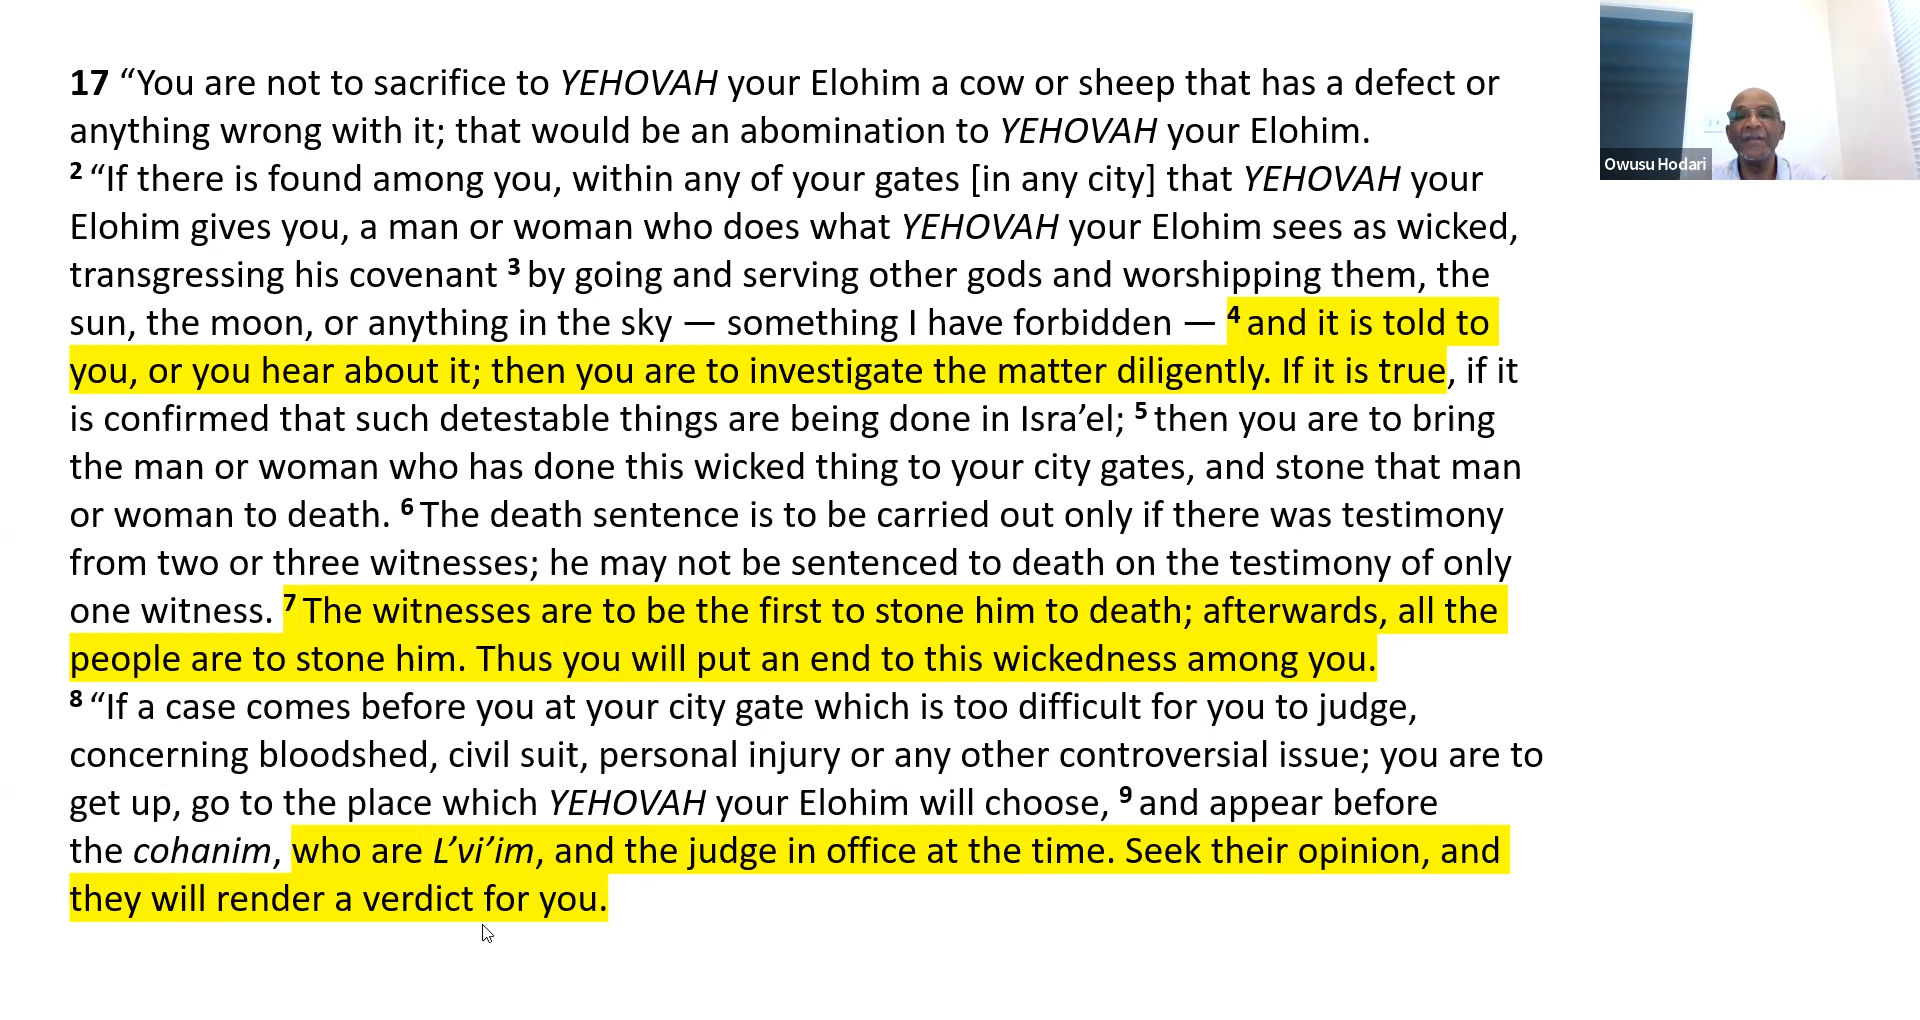 17 “You are not to sacrifice to YEHOVAH your Elohim a cow or sheep that has a defect or
anything wrong with it; that would be an abomination to YEHOVAH your Elohim.
2 “If there is found among you, within any of your gates [in any city] that YEHOVAH your
Elohim gives you, a man or woman who does what YEHOVAH your Elohim sees as wicked,
transgressing his covenant 3 by going and serving other gods and worshipping them, the
sun, the moon, or anything in the sky — something I have forbidden — 4 and it is told to
you, or you hear about it; then you are to investigate the matter diligently. If it is true, if it
is confirmed that such detestable things are being done in Isra’el; 5 then you are to bring
the man or woman who has done this wicked thing to your city gates, and stone that man
or woman to death. 6 The death sentence is to be carried out only if there was testimony
from two or three witnesses; he may not be sentenced to death on the testimony of only
one witness. 7 The witnesses are to be the first to stone him to death; afterwards, all the
people are to stone him. Thus you will put an end to this wickedness among you.
8 “If a case comes before you at your city gate which is too difficult for you to judge,
concerning bloodshed, civil suit, personal injury or any other controversial issue; you are to
get up, go to the place which YEHOVAH your Elohim will choose, 9 and appear before
the cohanim, who are L’vi’im, and the judge in office at the time. Seek their opinion, and
they will render a verdict for you.
Owusu Hodari